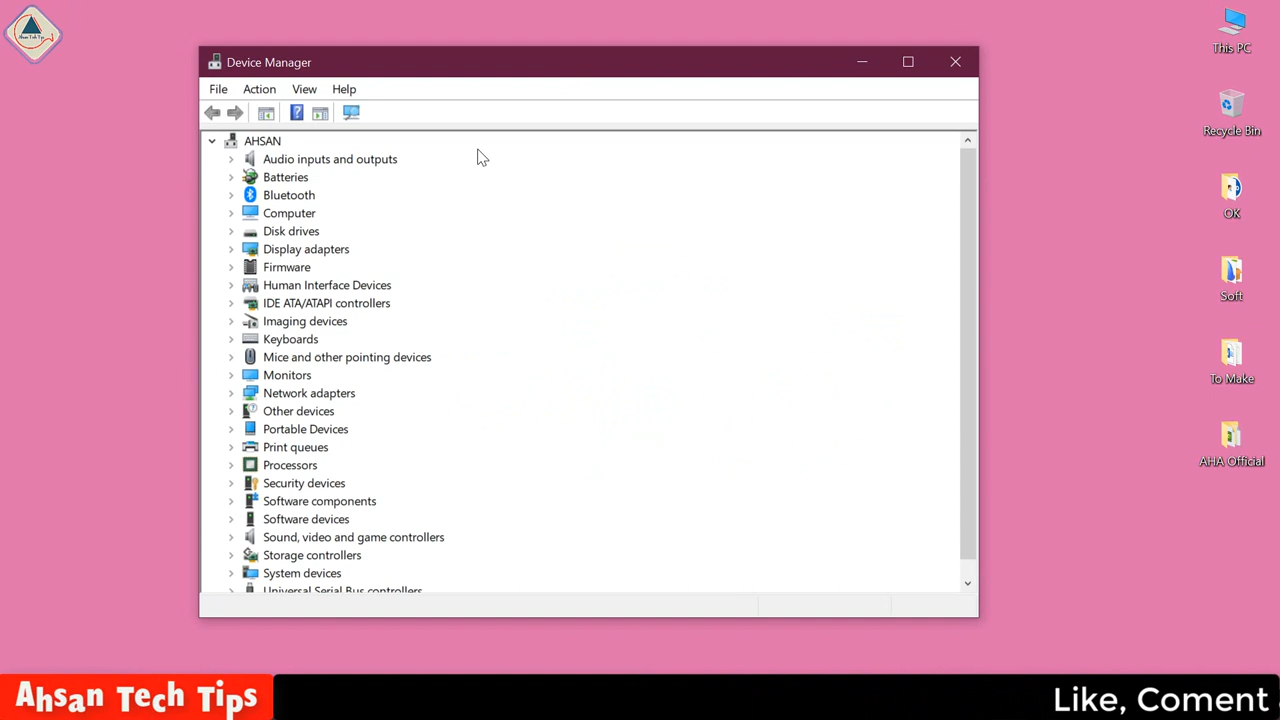 Ahsan Tech Tips
Device Manager
File Action View Help
AHSAN
Audio inputs and outputs
Batteries
Bluetooth
Computer
Disk drives
Display adapters
Firmware
Human Interface Devices
IDE ATA/ATAPI controllers
Imaging devices
Keyboards
Mice and other pointing devices
Monitors
Network adapters
Other devices
Portable Devices
Print queues
Processors
Security devices
Software components
Software devices
Sound, video and game controllers
Storage controllers
System devices
Universal Serial Bus controllers
This PC
Recycle Bin
OK
Soft
To Make
AHA Official
Ahsan Tech Tips
Like, Coment